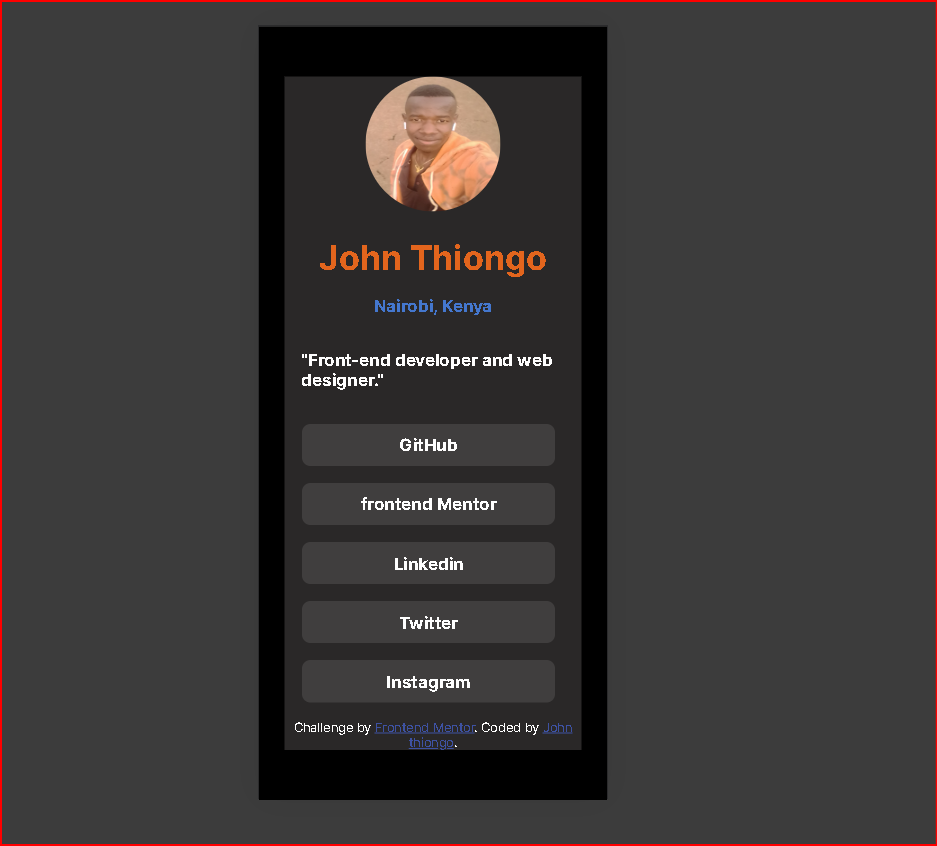 John Thiongo
Nairobi, Kenya
"Front-end developer and web
designer."
GitHub
frontend Mentor
Linkedin
Twitter
Instagram
Challenge by Frontend Mentor. Coded by John
thiongo.